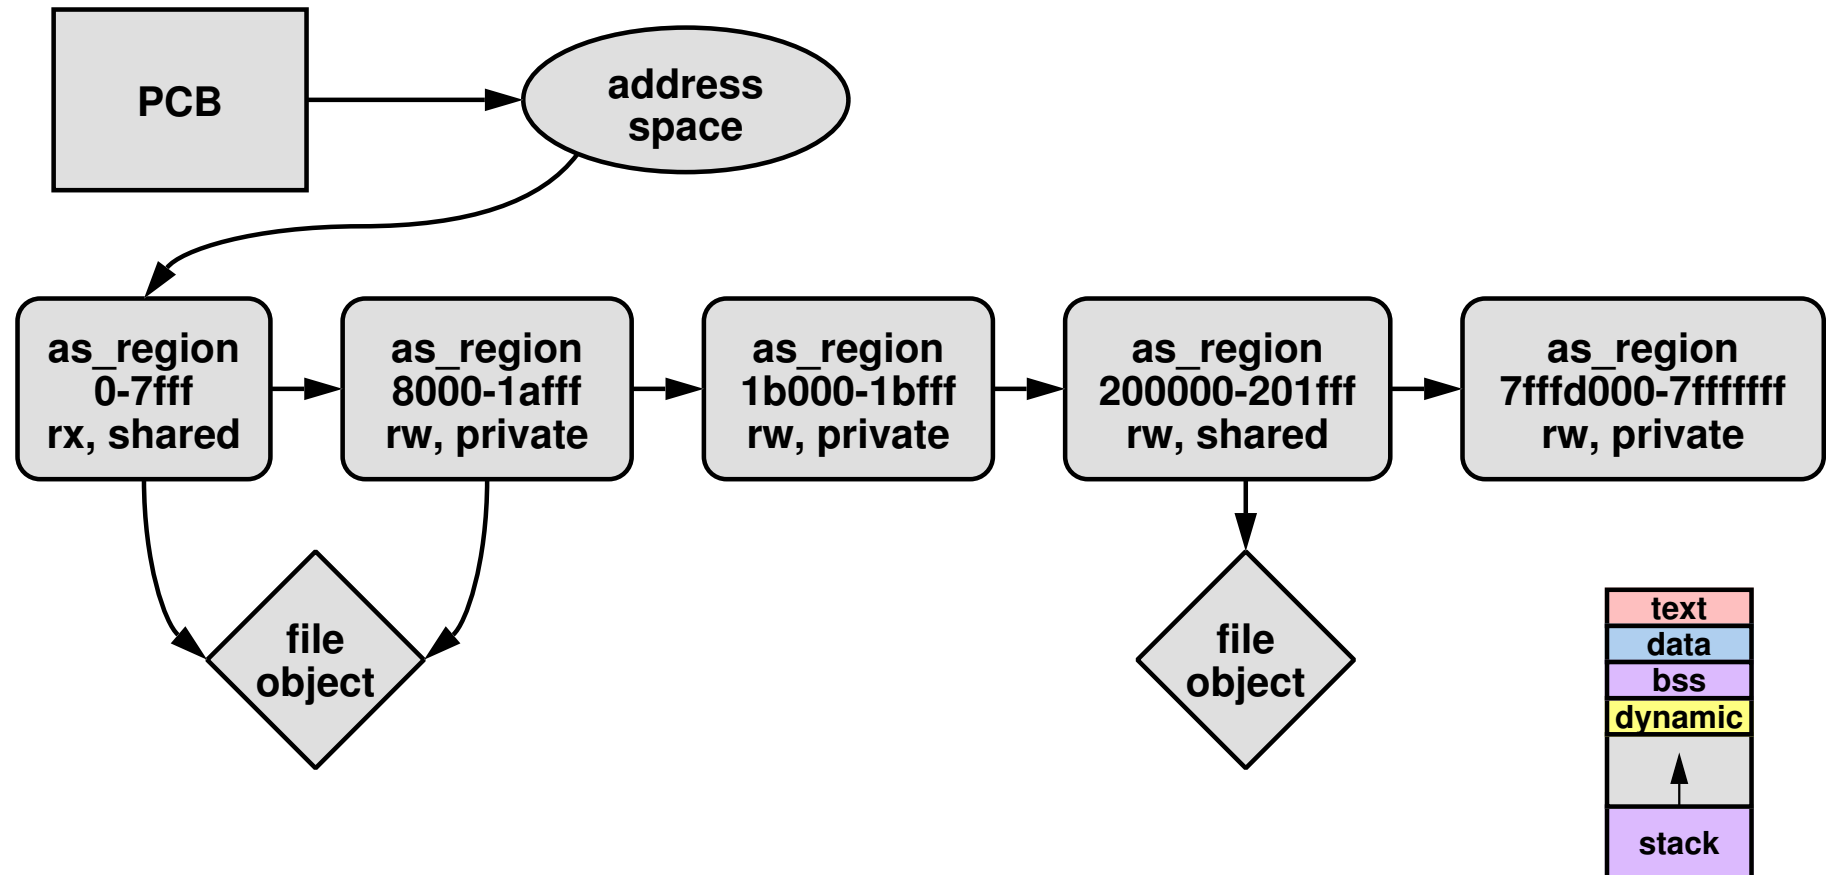 PCB
address
space
as_region
0-7fff
rx, shared
as_region
8000-1afff
rw, private
as_region
1b000-1bfff
rw, private
as_region
200000-201fff
rw, shared
as_region
7fffd000-7fffffff
rw, private
file
object
file
object
text
data
bss
dynamic
stack